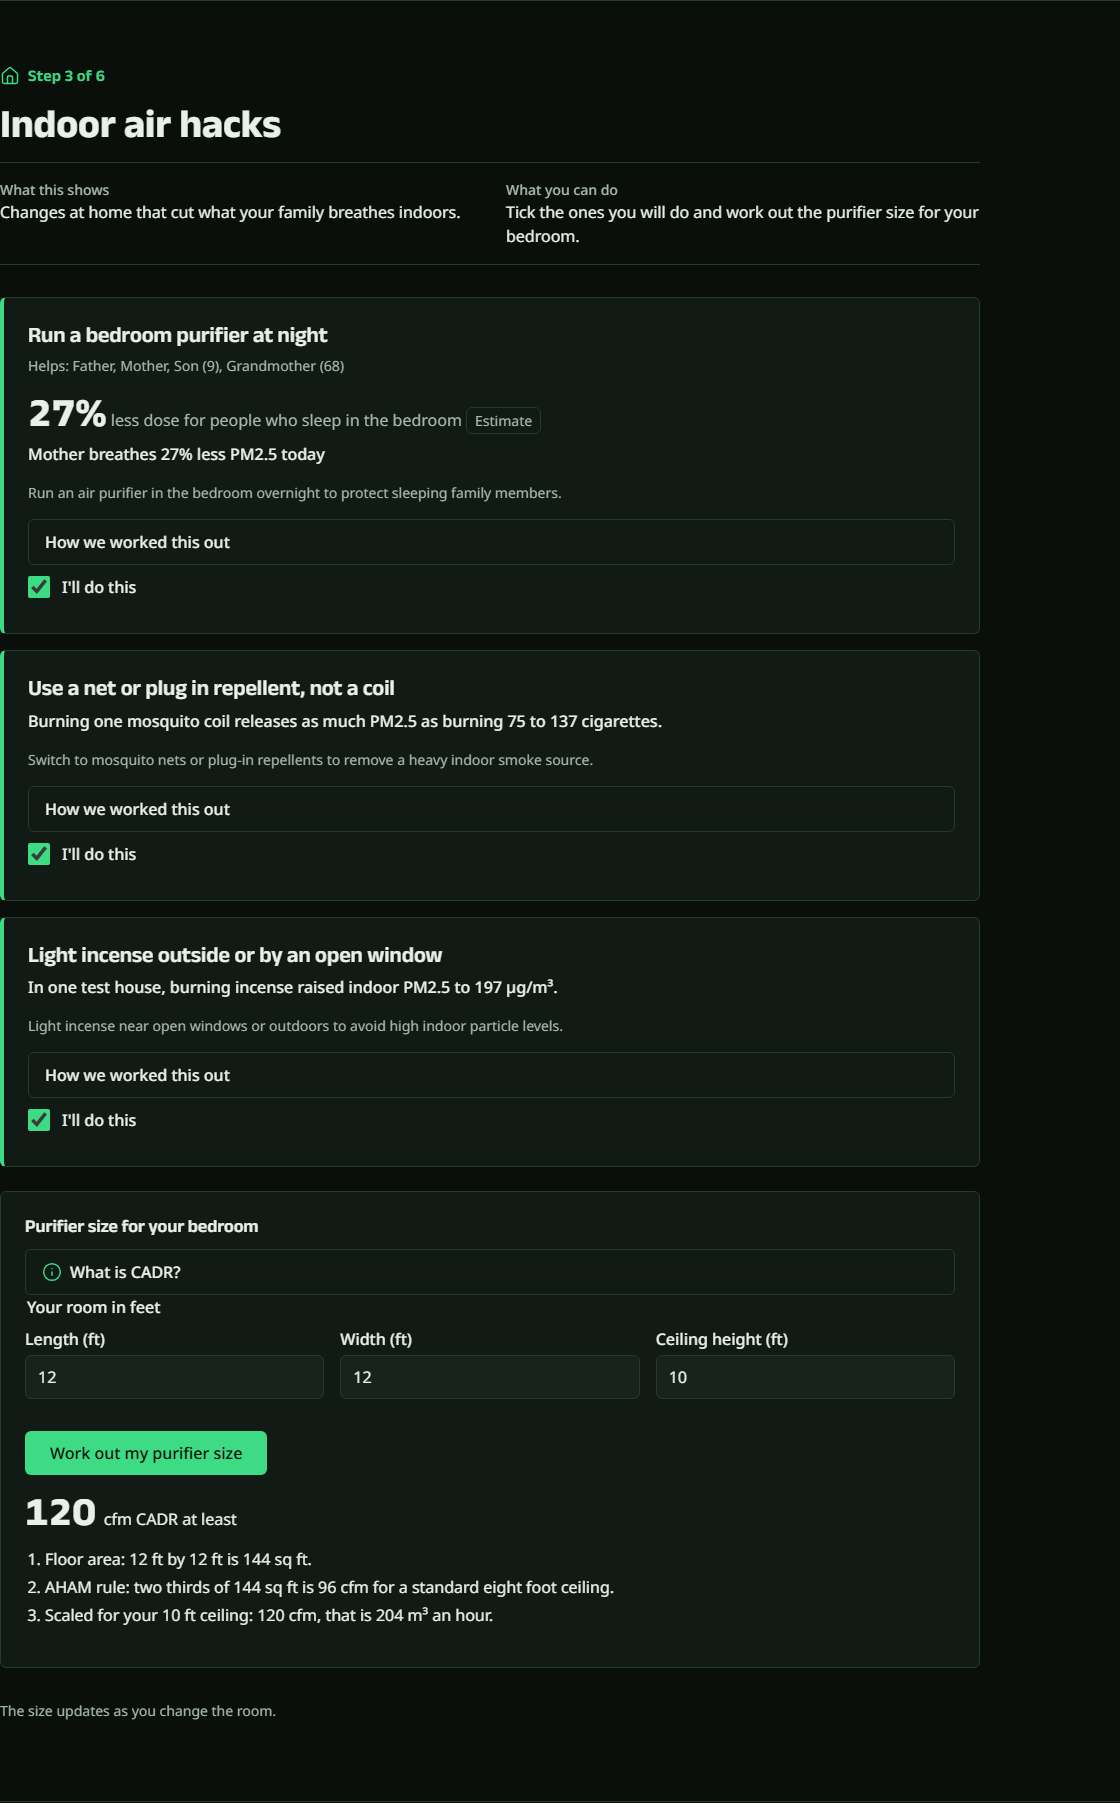 Step 3 of 6
Indoor air hacks
What this shows
Changes at home that cut what your family breathes indoors.
What you can do
Tick the ones you will do and work out the purifier size for your
bedroom.
Run a bedroom purifier at night
Helps: Father, Mother, Son (9), Grandmother (68)
27% less dose for people who sleep in the bedroom Estimate
Mother breathes 27% less PM2.5 today
Run an air purifier in the bedroom overnight to protect sleeping family members.
How we worked this out
I'll do this
Use a net or plug in repellent, not a coil
Burning one mosquito coil releases as much PM2.5 as burning 75 to 137 cigarettes.
Switch to mosquito nets or plug-in repellents to remove a heavy indoor smoke source.
How we worked this out
I'll do this
Light incense outside or by an open window
In one test house, burning incense raised indoor PM2.5 to 197 µg/m³.
Light incense near open windows or outdoors to avoid high indoor particle levels.
How we worked this out
I'll do this
Purifier size for your bedroom
What is CADR?
Your room in feet
Length (ft) Width (ft) Ceiling height (ft)
12 12 10
Work out my purifier size
120 cfm CADR at least
1. Floor area: 12 ft by 12 ft is 144 sq ft.
2. AHAM rule: two thirds of 144 sq ft is 96 cfm for a standard eight foot ceiling.
3. Scaled for your 10 ft ceiling: 120 cfm, that is 204 m³ an hour.
The size updates as you change the room.